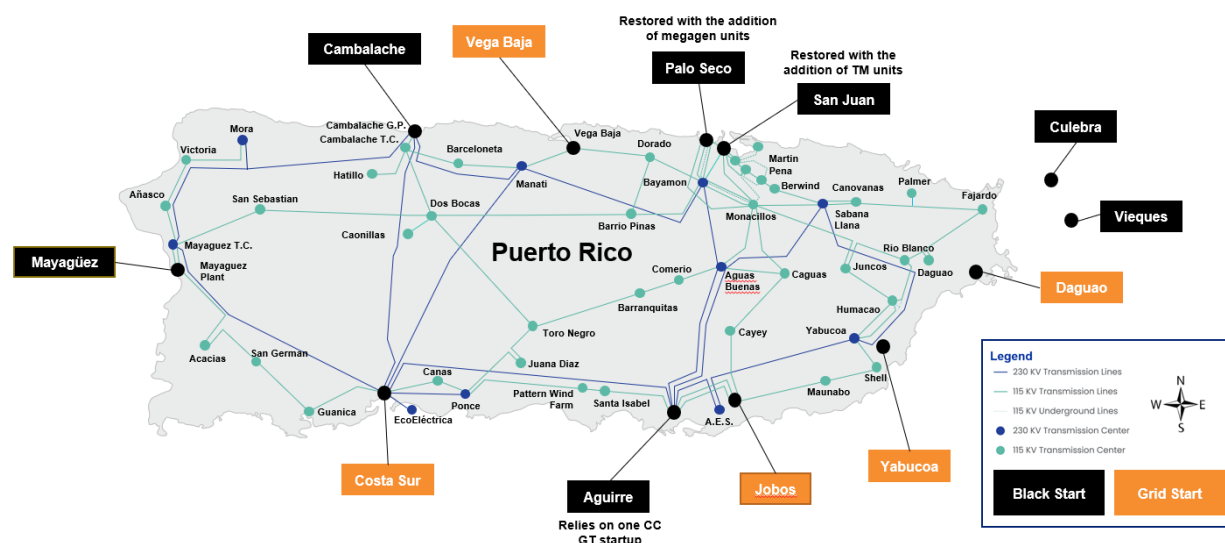 Restored with the addition
of megagen units
Cambalache
Vega Baja
Palo Seco
Restored with the
addition of TM units
San Juan
Culebra
Vieques
Daguao
Yabucoa
Jobos
Aguirre
Relies on one CC
GT startup
Costa Sur
Mayagüez
Puerto Rico
Mora
Victoria
Cambalache G.P.
Cambalache T.C.
Hatillo
Barceloneta
Manati
Vega Baja
Dorado
Bayamon
Martin
Pena
Berwind
Canovanas
Palmer
Fajardo
Añasco
San Sebastian
Dos Bocas
Caonillas
Barrio Pinas
Monacillos
Sabana
Llana
Rio Blanco
Daguao
Mayaguez T.C.
Mayaguez
Plant
Comerio
Aguas
Buenas
Caguas
Juncos
Humacao
Barranquitas
Yabucoa
Cayey
Toro Negro
Juana Diaz
Acacias
San German
Canas
Shell
Maunabo
Guanica
EcoEléctrica
Ponce
Pattern Wind
Farm
Santa Isabel
A.E.S.
Legend
230 KV Transmission Lines
115 KV Transmission Lines
115 KV Underground Lines
230 KV Transmission Center
115 KV Transmission Center
N
W
E
S
Black Start
Grid Start